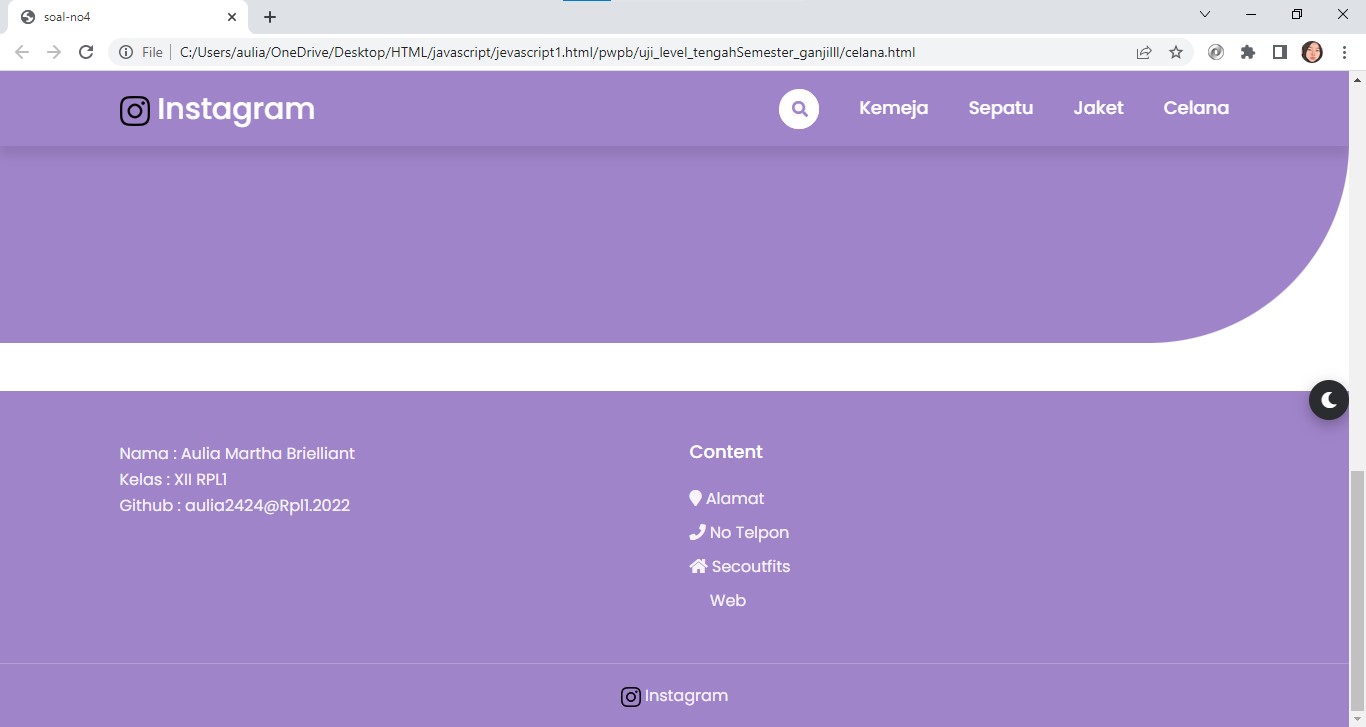 soal-no4
File
C:/Users/aulia/OneDrive/Desktop/HTML/javascript/jevascript1.html/pwpb/uji_level_tengahSemester_ganjilll/celana.html
Instagram
Kemeja Sepatu Jaket Celana
Nama : Aulia Martha Brielliant
Kelas : XII RPL1
Github : aulia2424@Rpl1.2022
Content
Alamat
No Telpon
Secoutfits
Web
Instagram